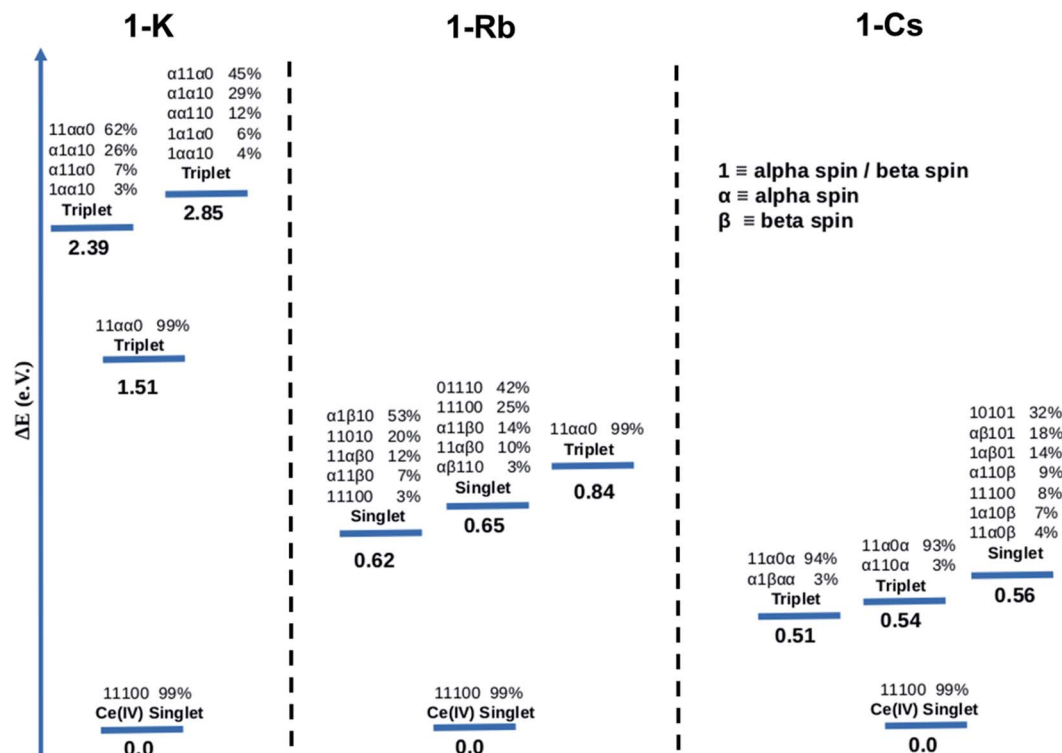 1-K
1-Rb
1-Cs
ΔE (e.V.)
α11α0 45%
α1α10 29%
αα110 12%
1α1α0 6%
1αα10 4%
Triplet
2.85
11αα0 62%
α1α10 26%
α11α0 7%
1αα10 3%
Triplet
2.39
11αα0 99%
Triplet
1.51
11100 99%
Ce(IV) Singlet
0.0
α1β10 53%
11010 20%
11αβ0 12%
α11β0 7%
11100 3%
Singlet
0.62
01110 42%
11100 25%
α11β0 14%
11αβ0 10%
αβ110 3%
Singlet
0.65
11αα0 99%
Triplet
0.84
11100 99%
Ce(IV) Singlet
0.0
1 ≡ alpha spin / beta spin
α ≡ alpha spin
β ≡ beta spin
11α0α 94%
α1βαα 3%
Triplet
0.51
11α0α 93%
α110α 3%
Triplet
0.54
10101 32%
αβ101 18%
1αβ01 14%
α110β 9%
11100 8%
1α10β 7%
11α0β 4%
Singlet
0.56
11100 99%
Ce(IV) Singlet
0.0